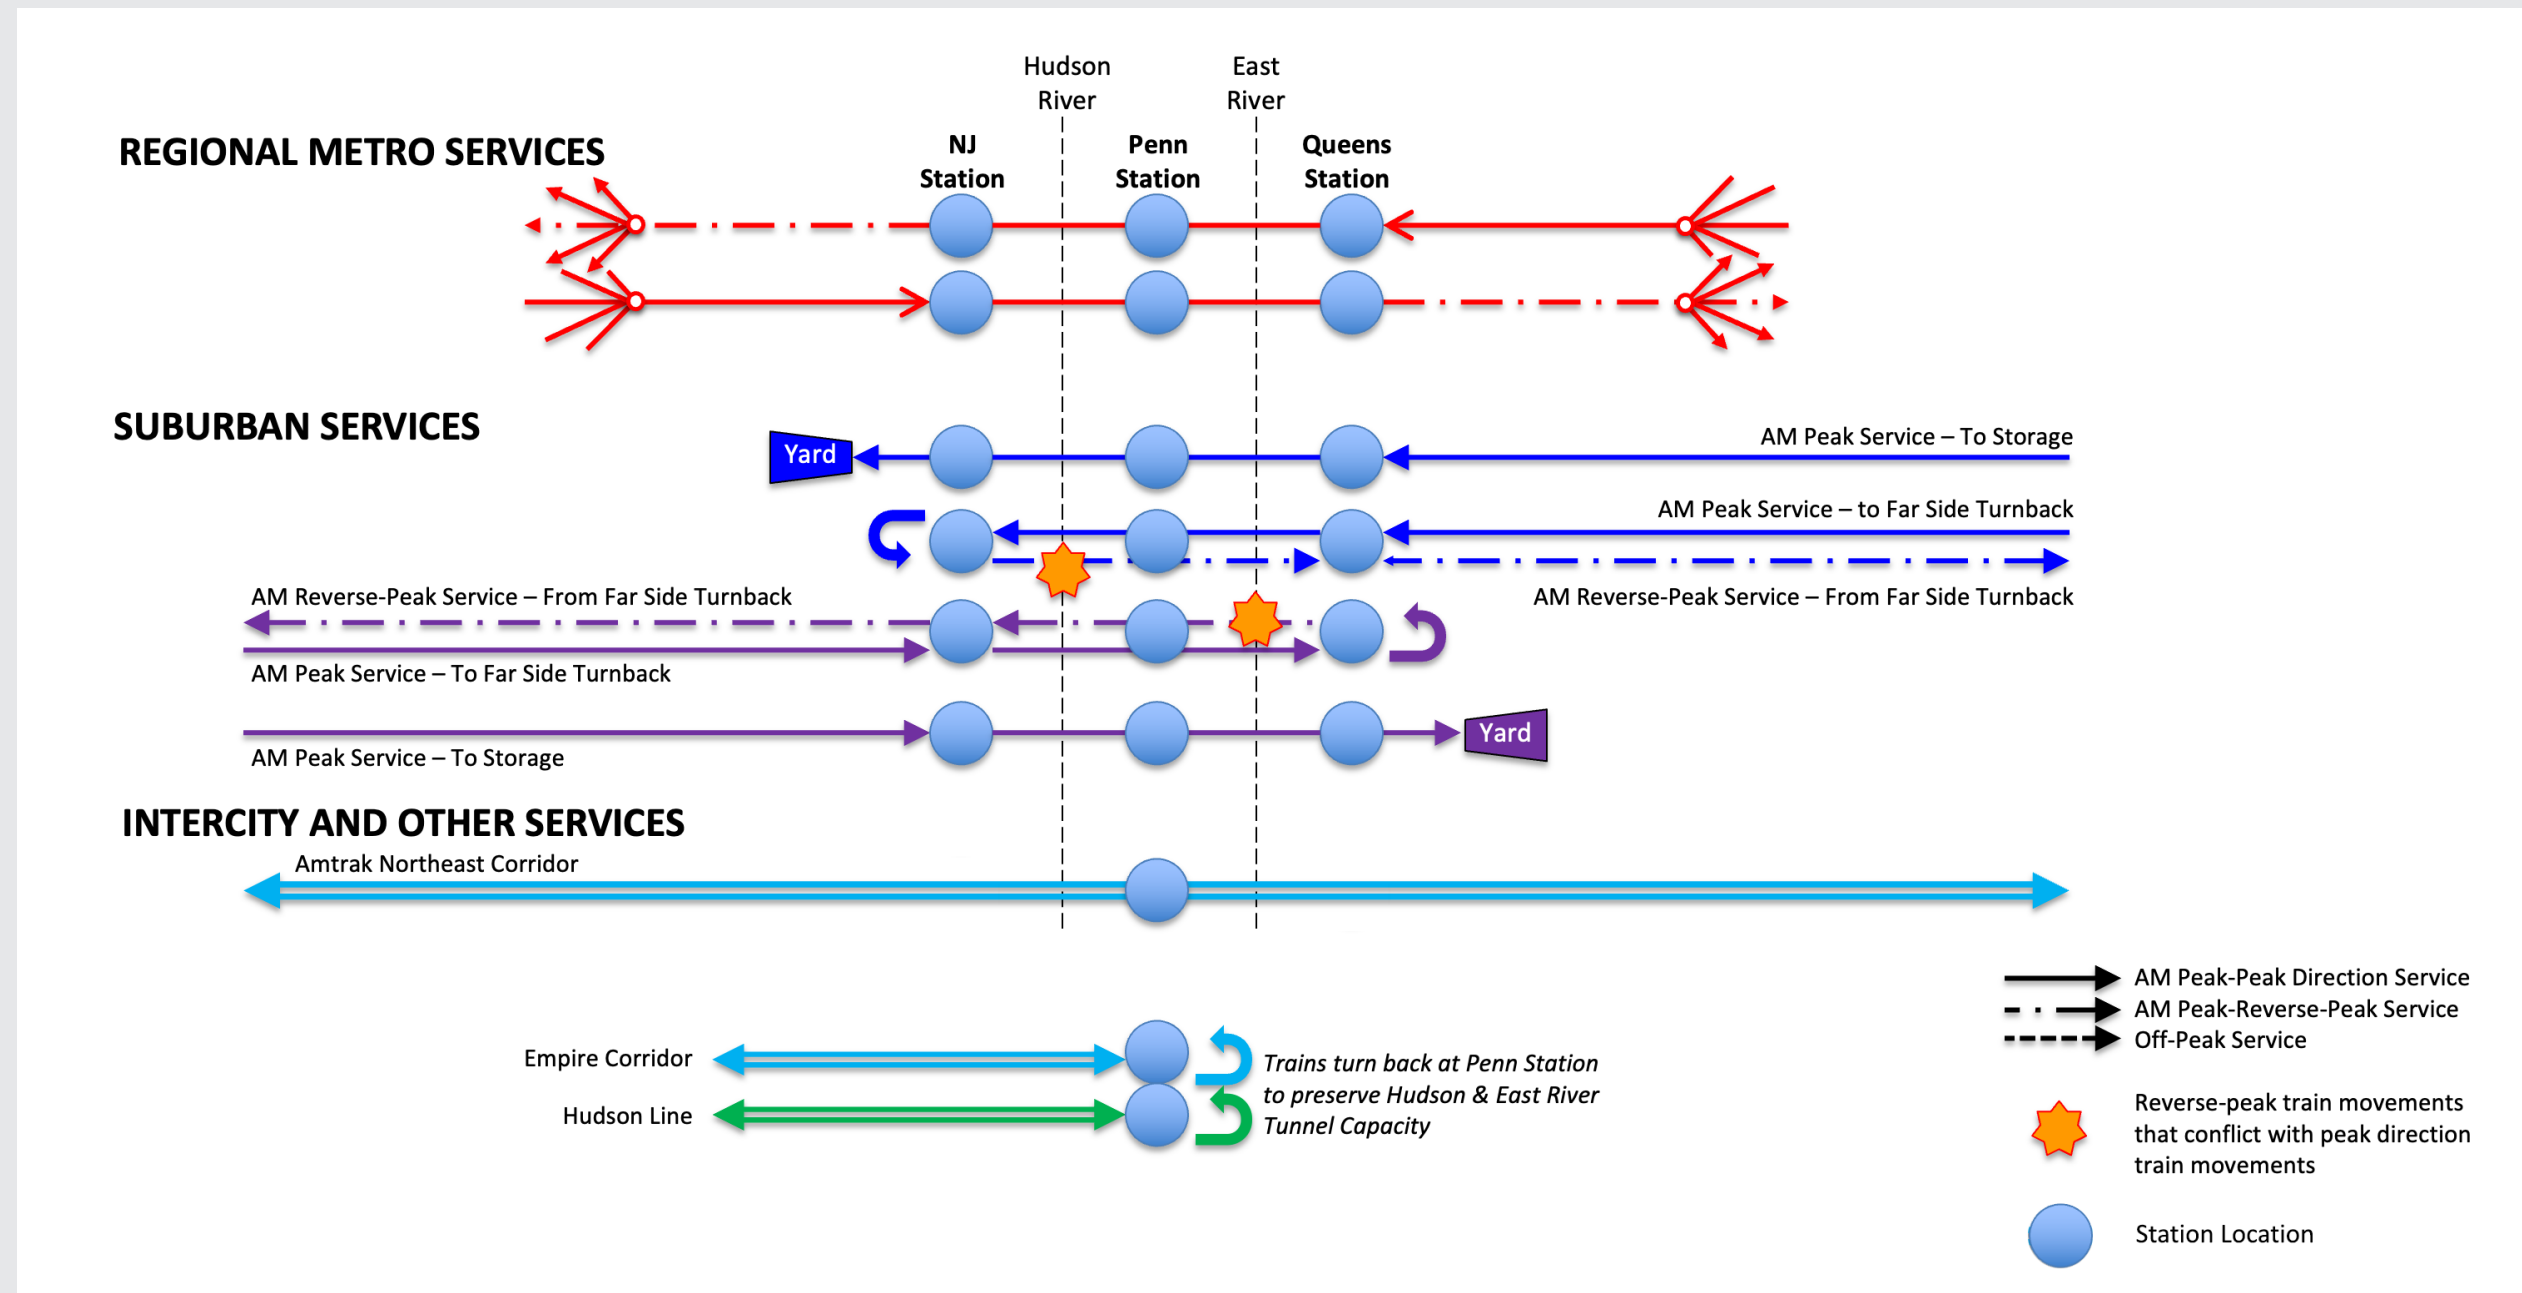 Hudson
River
East
River
REGIONAL METRO SERVICES
NJ
Station
Penn
Station
Queens
Station
SUBURBAN SERVICES
Yard
AM Peak Service – To Storage
AM Peak Service – to Far Side Turnback
AM Reverse-Peak Service – From Far Side Turnback
AM Reverse-Peak Service – From Far Side Turnback
AM Peak Service – To Far Side Turnback
Yard
AM Peak Service – To Storage
INTERCITY AND OTHER SERVICES
Amtrak Northeast Corridor
AM Peak-Peak Direction Service
AM Peak-Reverse-Peak Service
Off-Peak Service
Empire Corridor
Hudson Line
Trains turn back at Penn Station
to preserve Hudson & East River
Tunnel Capacity
Reverse-peak train movements
that conflict with peak direction
train movements
Station Location